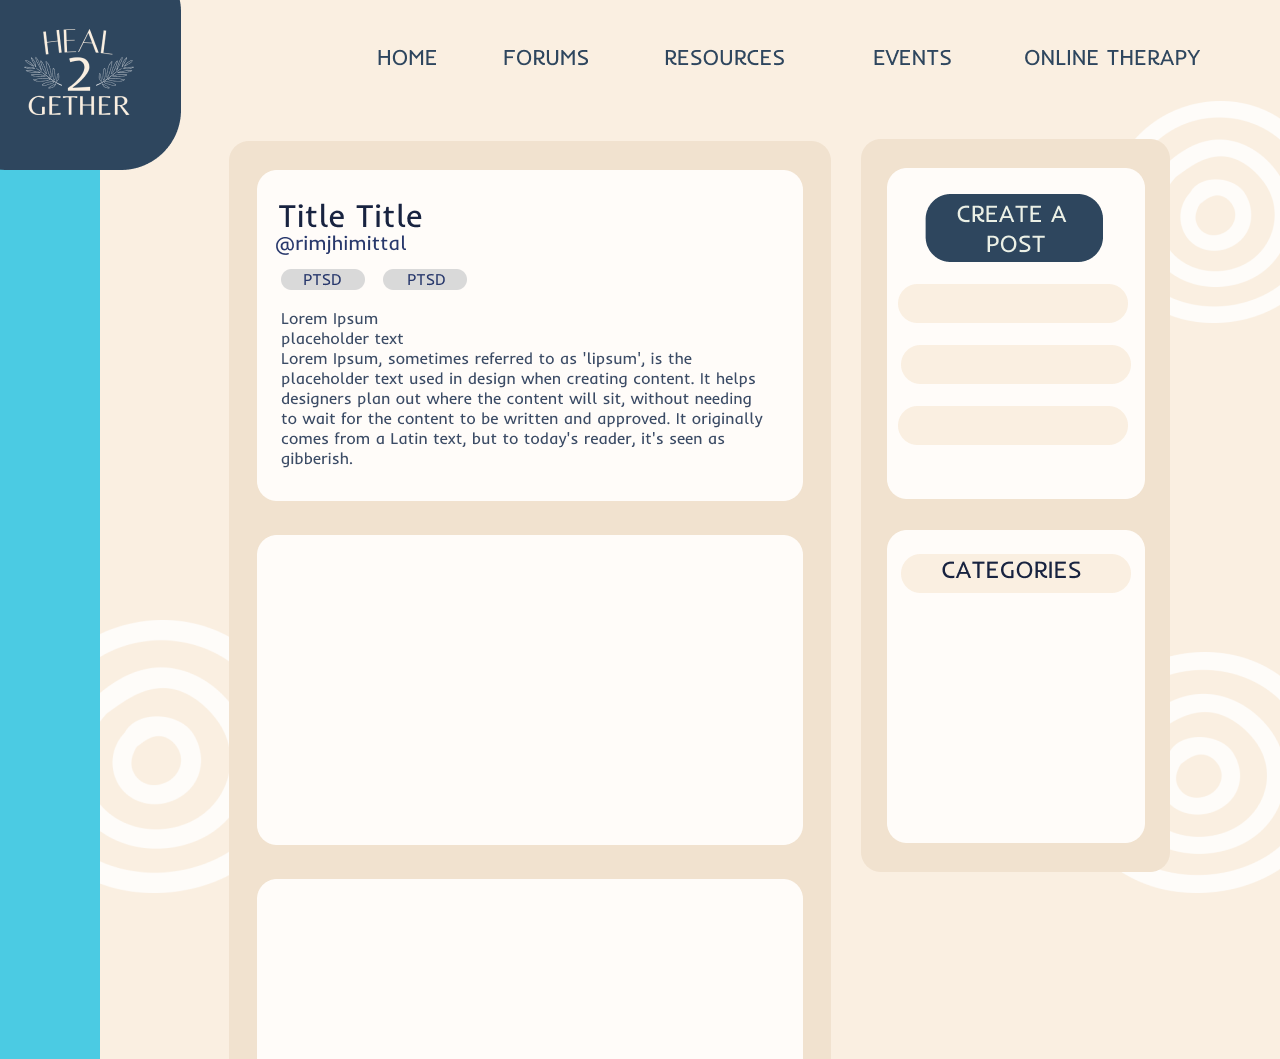 HEAL
2
GETHER
HOME FORUMS RESOURCES EVENTS ONLINE THERAPY
Title Title
@rimjhimittal
PTSD PTSD
Lorem Ipsum
placeholder text
Lorem Ipsum, sometimes referred to as 'lipsum', is the
placeholder text used in design when creating content. It helps
designers plan out where the content will sit, without needing
to wait for the content to be written and approved. It originally
comes from a Latin text, but to today's reader, it's seen as
gibberish.
CREATE A
POST
CATEGORIES